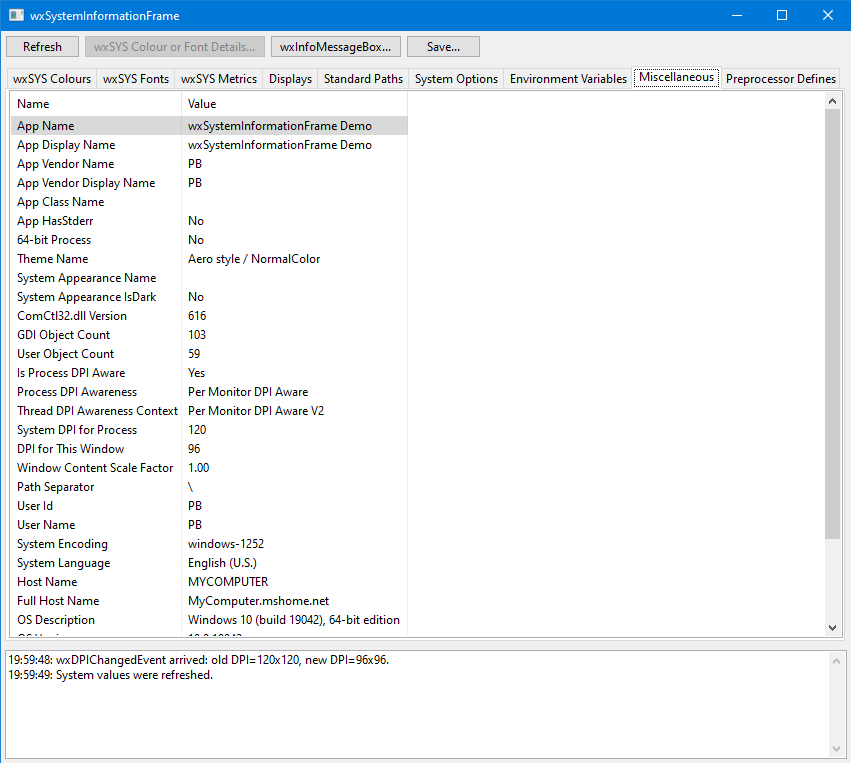 wxSystemInformationFrame
Refresh wxSYS Colour or Font Details... wxInfoMessageBox... Save...
wxSYS Colours wxSYS Fonts wxSYS Metrics Displays Standard Paths System Options Environment Variables Miscellaneous Preprocessor Defines
Name Value
App Name wxSystemInformationFrame Demo
App Display Name wxSystemInformationFrame Demo
App Vendor Name PB
App Vendor Display Name PB
App Class Name
App HasStderr No
64-bit Process No
Theme Name Aero style / NormalColor
System Appearance Name
System Appearance IsDark No
ComCtl32.dll Version 616
GDI Object Count 103
User Object Count 59
Is Process DPI Aware Yes
Process DPI Awareness Per Monitor DPI Aware
Thread DPI Awareness Context Per Monitor DPI Aware V2
System DPI for Process 120
DPI for This Window 96
Window Content Scale Factor 1.00
Path Separator \
User Id PB
User Name PB
System Encoding windows-1252
System Language English (U.S.)
Host Name MYCOMPUTER
Full Host Name MyComputer.mshome.net
OS Description Windows 10 (build 19042), 64-bit edition
19:59:48: wxDPIChangedEvent arrived: old DPI=120x120, new DPI=96x96.
19:59:49: System values were refreshed.